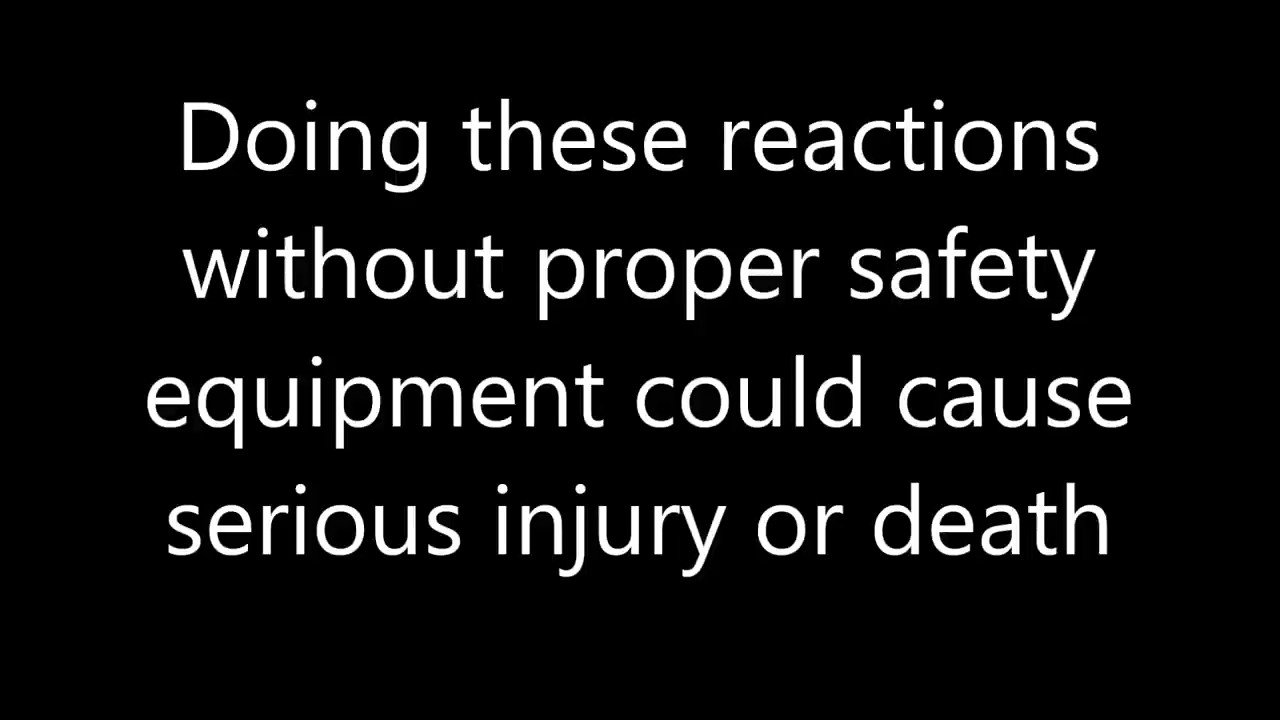 Doing these reactions
without proper safety
equipment could cause
serious injury or death